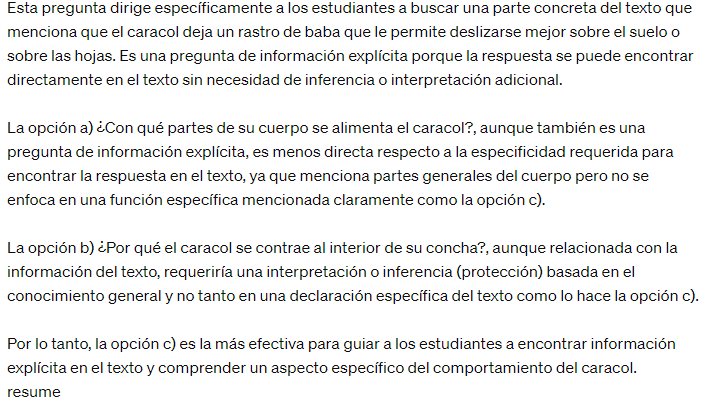 Esta pregunta dirige específicamente a los estudiantes a buscar una parte concreta del texto que
menciona que el caracol deja un rastro de baba que le permite deslizarse mejor sobre el suelo o
sobre las hojas. Es una pregunta de información explícita porque la respuesta se puede encontrar
directamente en el texto sin necesidad de inferencia o interpretación adicional.
La opción a) ¿Con qué partes de su cuerpo se alimenta el caracol?, aunque también es una
pregunta de información explícita, es menos directa respecto a la especificidad requerida para
encontrar la respuesta en el texto, ya que menciona partes generales del cuerpo pero no se
enfoca en una función específica mencionada claramente como la opción c).
La opción b) ¿Por qué el caracol se contrae al interior de su concha?, aunque relacionada con la
información del texto, requeriría una interpretación o inferencia (protección) basada en el
conocimiento general y no tanto en una declaración específica del texto como lo hace la opción c).
Por lo tanto, la opción c) es la más efectiva para guiar a los estudiantes a encontrar información
explícita en el texto y comprender un aspecto específico del comportamiento del caracol.
resume